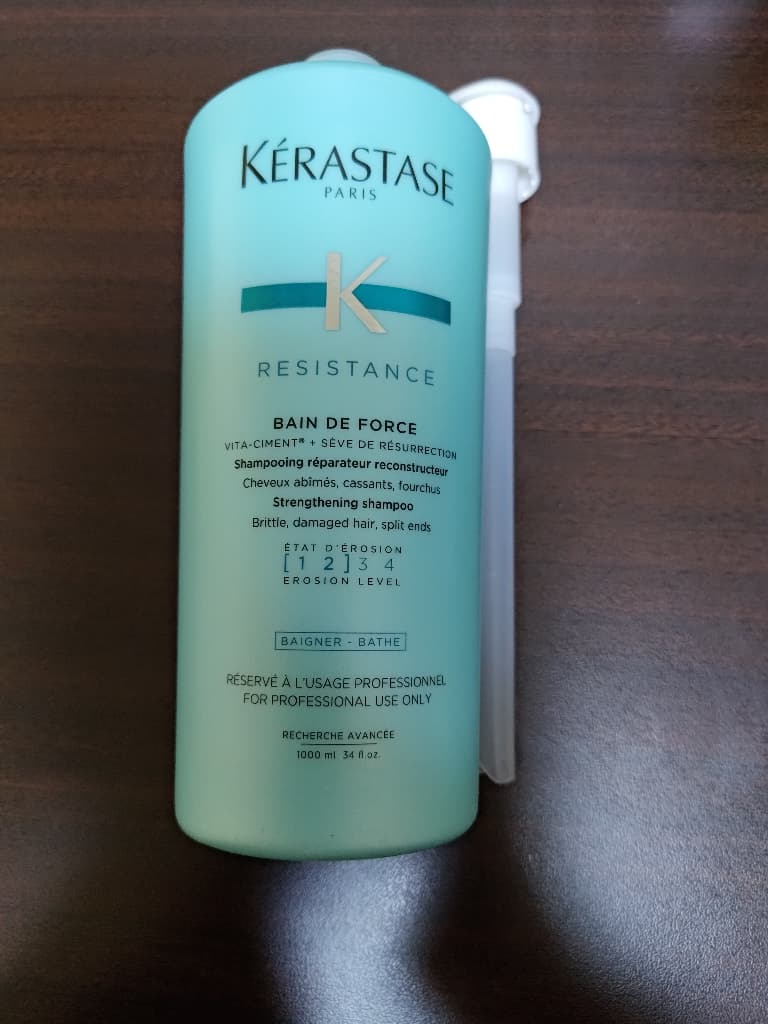 KÉRASTASE
PARIS
K
RESISTANCE
BAIN DE FORCE
VITA-CIMENT® + SÈVE DE RÉSURRECTION
Shampooing réparateur reconstructeur
Cheveux abîmés, cassants, fourchus
Strengthening shampoo
Brittle, damaged hair, split ends
ÉTAT D'ÉROSION
[1 2] 3 4
EROSION LEVEL
BAIGNER - BATHE
RÉSERVÉ À L'USAGE PROFESSIONNEL
FOR PROFESSIONAL USE ONLY
RECHERCHE AVANCÉE
1000 ml 34 fl.oz.